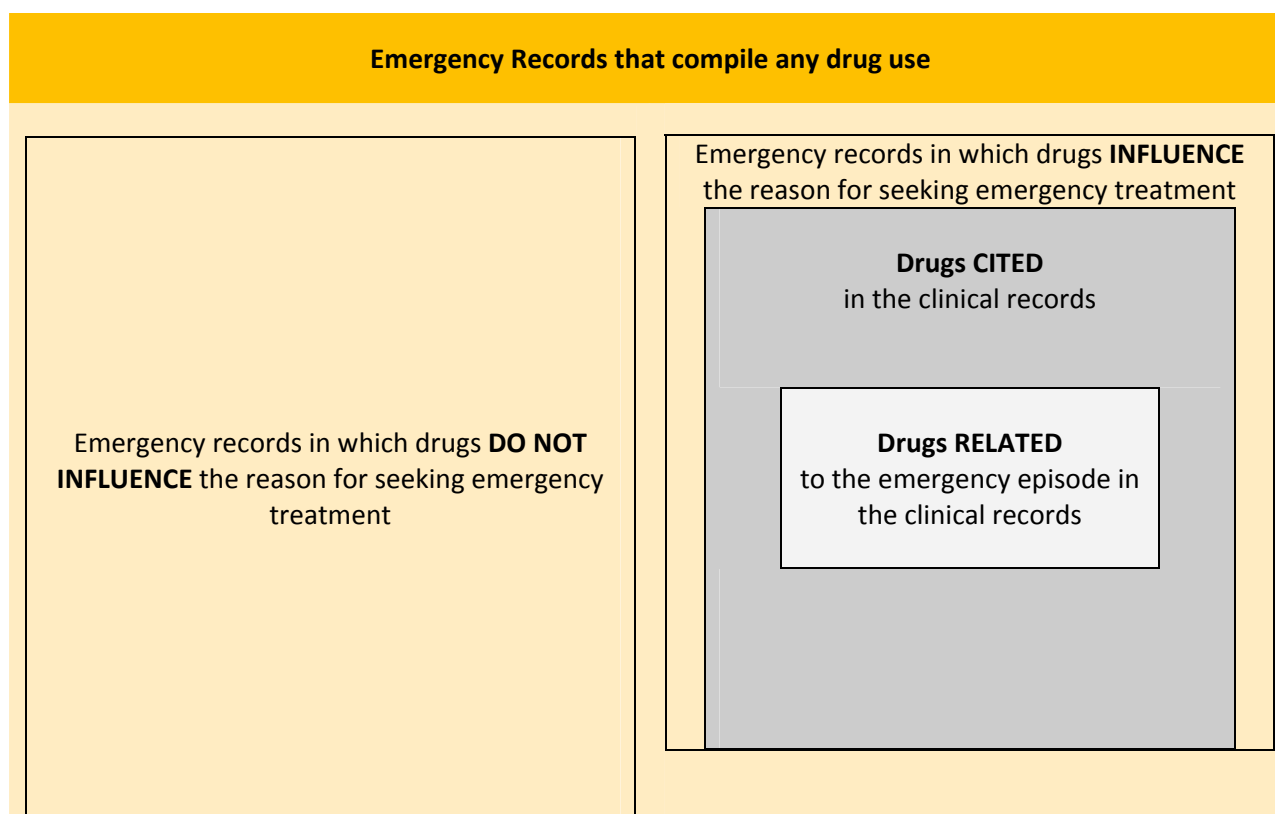 Emergency Records that compile any drug use
Emergency records in which drugs DO NOT
INFLUENCE the reason for seeking emergency
treatment
Emergency records in which drugs INFLUENCE
the reason for seeking emergency treatment
Drugs CITED
in the clinical records
Drugs RELATED
to the emergency episode in
the clinical records